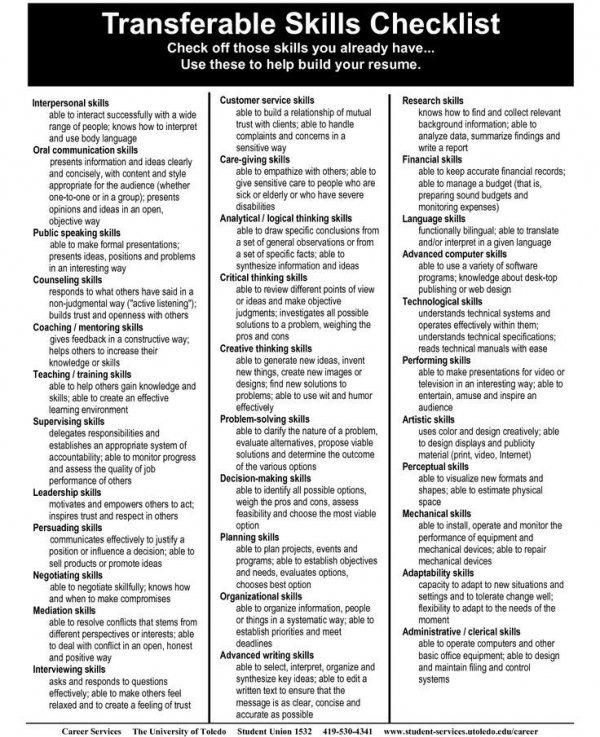 Transferable Skills Checklist
Check off those skills you already have...
Use these to help build your resume.
Interpersonal skills
able to interact successfully with a wide
range of people; knows how to interpret
and use body language
Oral communication skills
presents information and ideas clearly
and concisely, with content and style
appropriate for the audience (whether
one-to-one or in a group); presents
opinions and ideas in an open,
objective way
Public speaking skills
able to make formal presentations;
presents ideas, positions and problems
in an interesting way
Counseling skills
responds to what others have said in a
non-judgmental way ("active listening");
builds trust and openness with others
Coaching / mentoring skills
gives feedback in a constructive way;
helps others to increase their
knowledge or skills
Teaching / training skills
able to help others gain knowledge and
skills; able to create an effective
learning environment
Supervising skills
delegates responsibilities and
establishes an appropriate system of
accountability; able to monitor progress
and assess the quality of job
performance of others
Leadership skills
motivates and empowers others to act;
inspires trust and respect in others
Persuading skills
communicates effectively to justify a
position or influence a decision; able to
sell products or promote ideas
Negotiating skills
able to negotiate skillfully; knows how
and when to make compromises
Mediation skills
able to resolve conflicts that stem from
different perspectives or interests; able
to deal with conflict in an open, honest
and positive way
Interviewing skills
asks and responds to questions
effectively; able to make others feel
relaxed and to create a feeling of trust
Customer service skills
able to build a relationship of mutual
trust with clients; able to handle
complaints and concerns in a
sensitive way
Care-giving skills
able to empathize with others; able to
give sensitive care to people who are
sick or elderly or who have severe
disabilities
Analytical / logical thinking skills
able to draw specific conclusions from
a set of general observations or from
a set of specific facts; able to
synthesize information and ideas
Critical thinking skills
able to review different points of view
or ideas and make objective
judgments; investigates all possible
solutions to a problem, weighing the
pros and cons
Creative thinking skills
able to generate new ideas, invent
new things, create new images or
designs; find new solutions to
problems; able to use wit and humor
effectively
Problem-solving skills
able to clarify the nature of a problem,
evaluate alternatives, propose viable
solutions and determine the outcome
of the various options
Decision-making skills
able to identify all possible options,
weigh the pros and cons, assess
feasibility and choose the most viable
option
Planning skills
able to plan projects, events and
programs; able to establish objectives
and needs, evaluates options,
chooses best option
Organizational skills
able to organize information, people
or things in a systematic way; able to
establish priorities and meet
deadlines
Advanced writing skills
able to select, interpret, organize and
synthesize key ideas; able to edit a
written text to ensure that the
message is as clear, concise and
accurate as possible
Research skills
knows how to find and collect relevant
background information; able to
analyze data, summarize findings and
write a report
Financial skills
able to keep accurate financial records;
able to manage a budget (that is,
preparing sound budgets and
monitoring expenses)
Language skills
functionally bilingual; able to translate
and/or interpret in a given language
Advanced computer skills
able to use a variety of software
programs; knowledge about desk-top
publishing or web design
Technological skills
understands technical systems and
operates effectively within them;
understands technical specifications;
reads technical manuals with ease
Performing skills
able to make presentations for video or
television in an interesting way; able to
entertain, amuse and inspire an
audience
Artistic skills
uses color and design creatively; able
to design displays and publicity
material (print, video, Internet)
Perceptual skills
able to visualize new formats and
shapes; able to estimate physical
space
Mechanical skills
able to install, operate and monitor the
performance of equipment and
mechanical devices; able to repair
mechanical devices
Adaptability skills
capacity to adapt to new situations and
settings and to tolerate change well;
flexibility to adapt to the needs of the
moment
Administrative / clerical skills
able to operate computers and other
basic office equipment; able to design
and maintain filing and control
systems
Career Services The University of Toledo Student Union 1532 419-530-4341 www.student-services.utoledo.edu/career